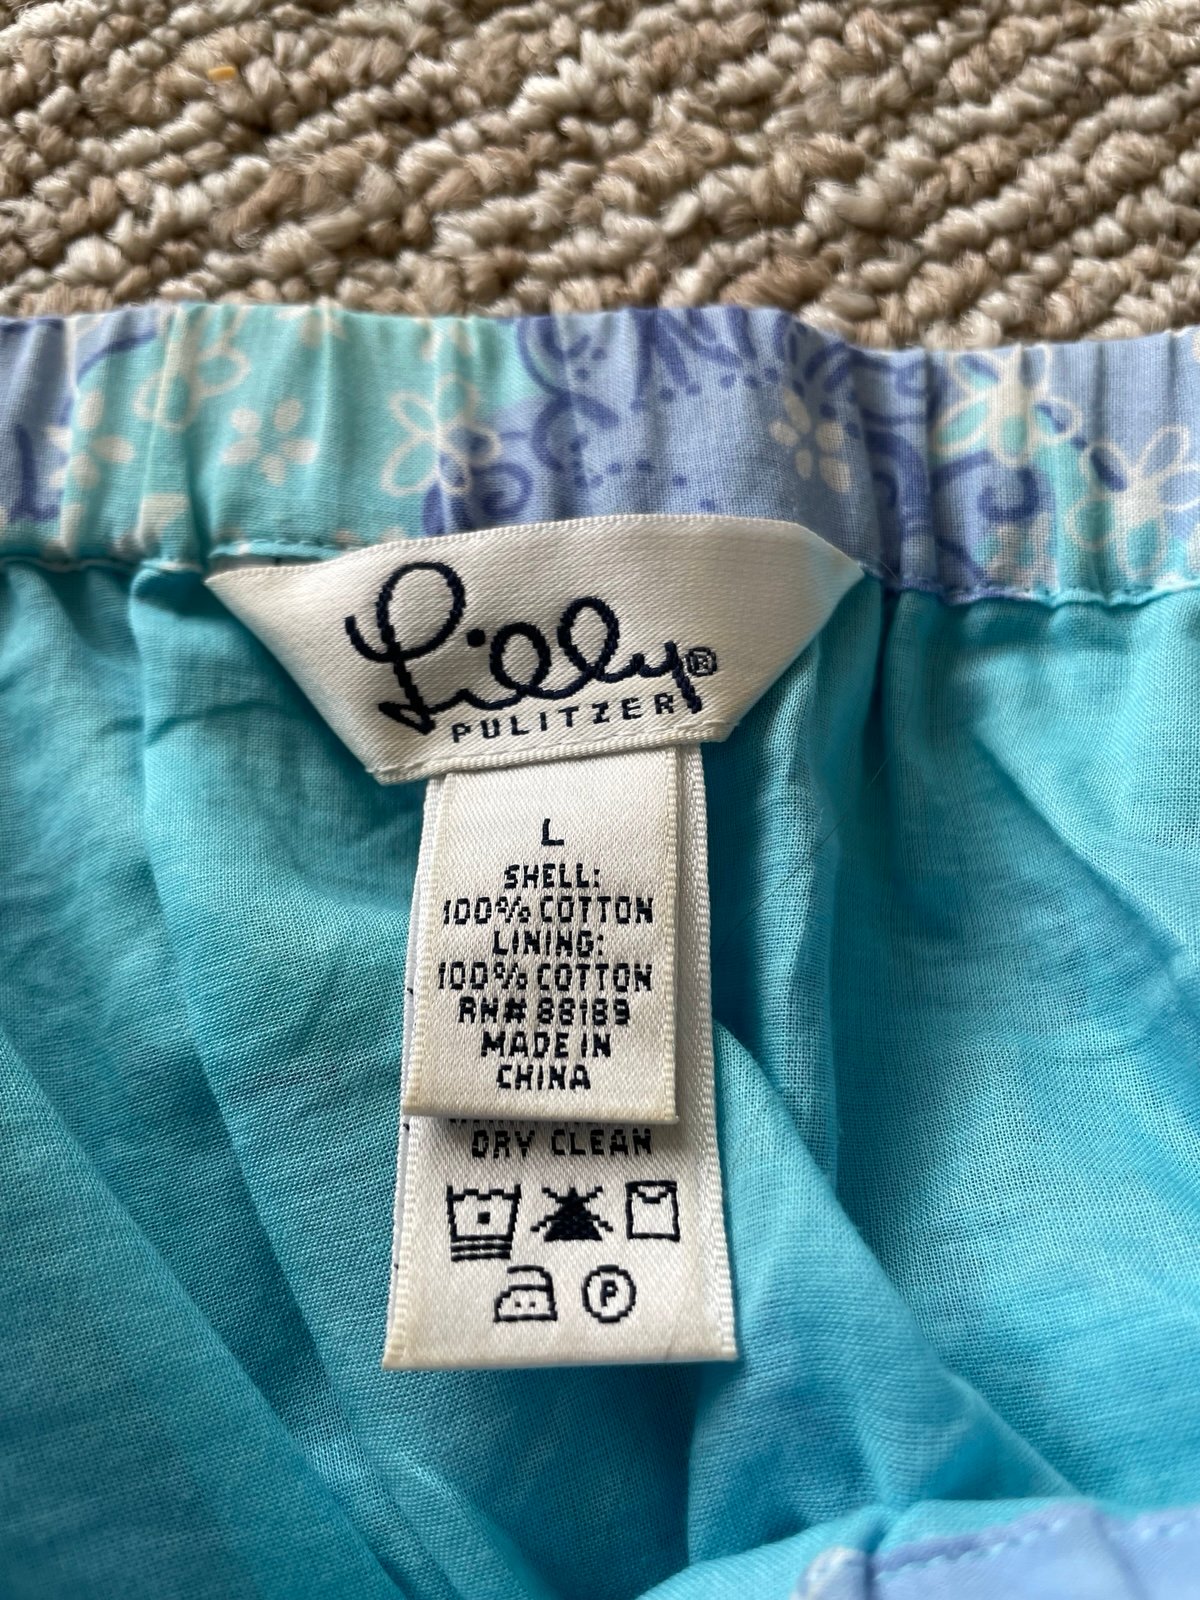 Lilly®
PULITZER
L
SHELL:
100% COTTON
LINING:
100% COTTON
RN# 88189
MADE IN
CHINA
DRY CLEAN
P